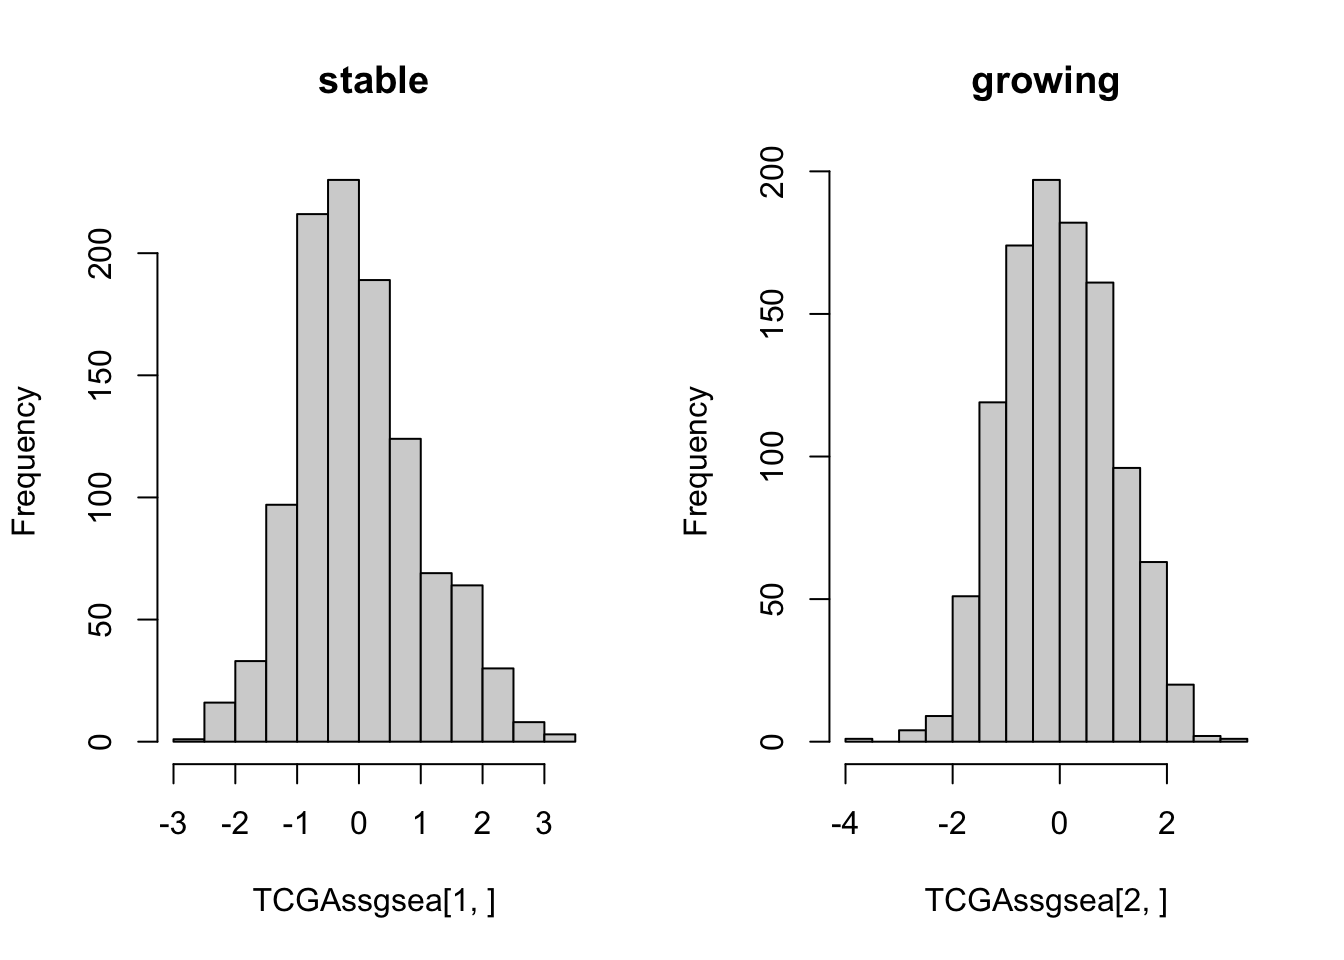 stable
Frequency
0
50
100
150
200
-3 -2 -1 0 1 2 3
TCGAssgsea[1, ]
growing
Frequency
0
50
100
150
200
-4 -2 0 2
TCGAssgsea[2, ]